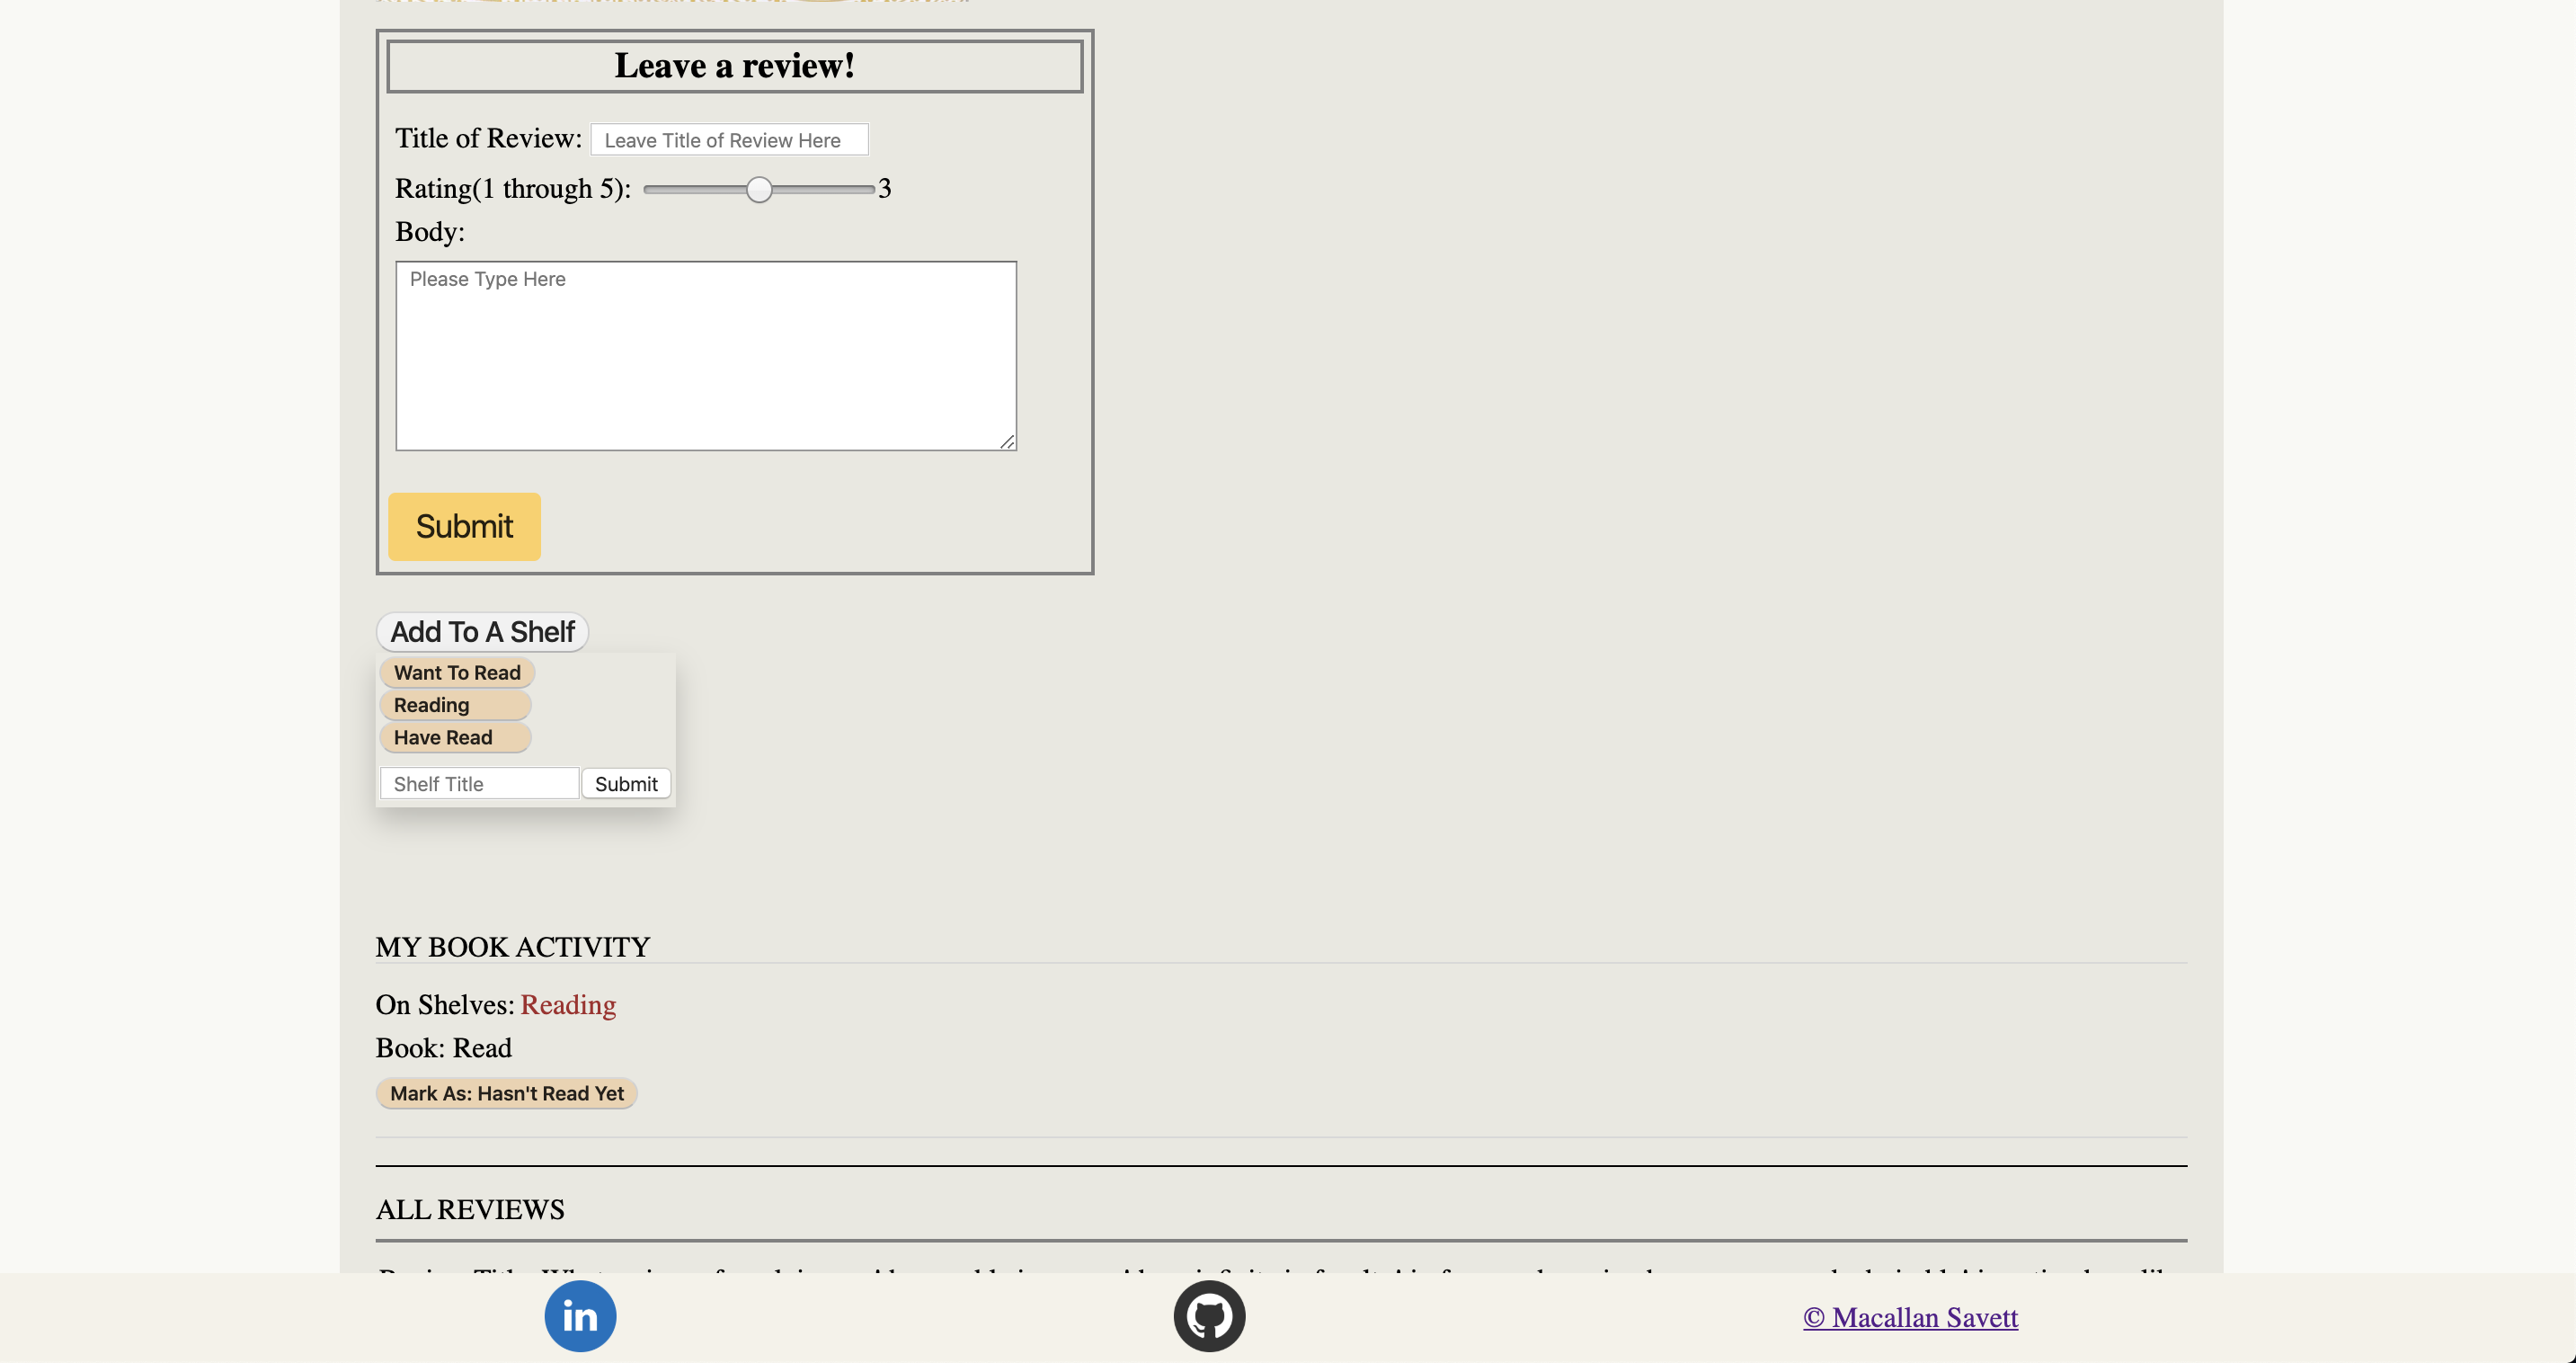 Leave a review!
Title of Review: Leave Title of Review Here
Rating(1 through 5): 3
Body:
Please Type Here
Submit
Add To A Shelf
Want To Read
Reading
Have Read
Shelf Title Submit
MY BOOK ACTIVITY
On Shelves: Reading
Book: Read
Mark As: Hasn't Read Yet
ALL REVIEWS
in © Macallan Savett